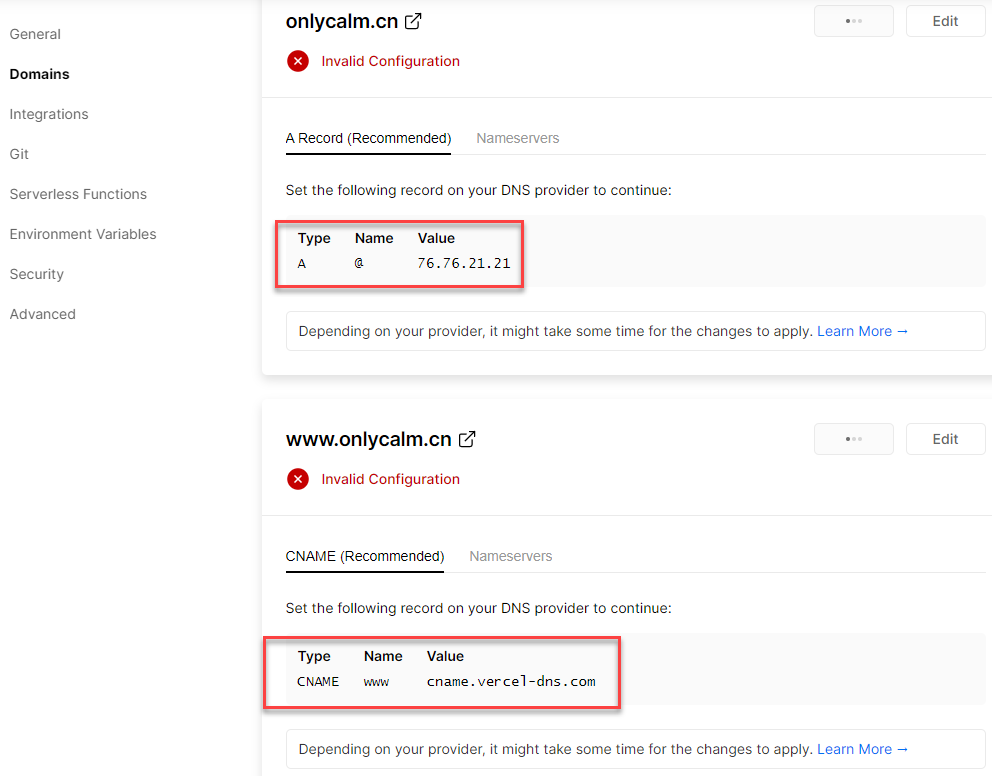 General
Domains
Integrations
Git
Serverless Functions
Environment Variables
Security
Advanced
onlycalm.cn
Edit
Invalid Configuration
A Record (Recommended) Nameservers
Set the following record on your DNS provider to continue:
Type Name Value
A @ 76.76.21.21
Depending on your provider, it might take some time for the changes to apply. Learn More →
www.onlycalm.cn
Edit
Invalid Configuration
CNAME (Recommended) Nameservers
Set the following record on your DNS provider to continue:
Type Name Value
CNAME www cname.vercel-dns.com
Depending on your provider, it might take some time for the changes to apply. Learn More →